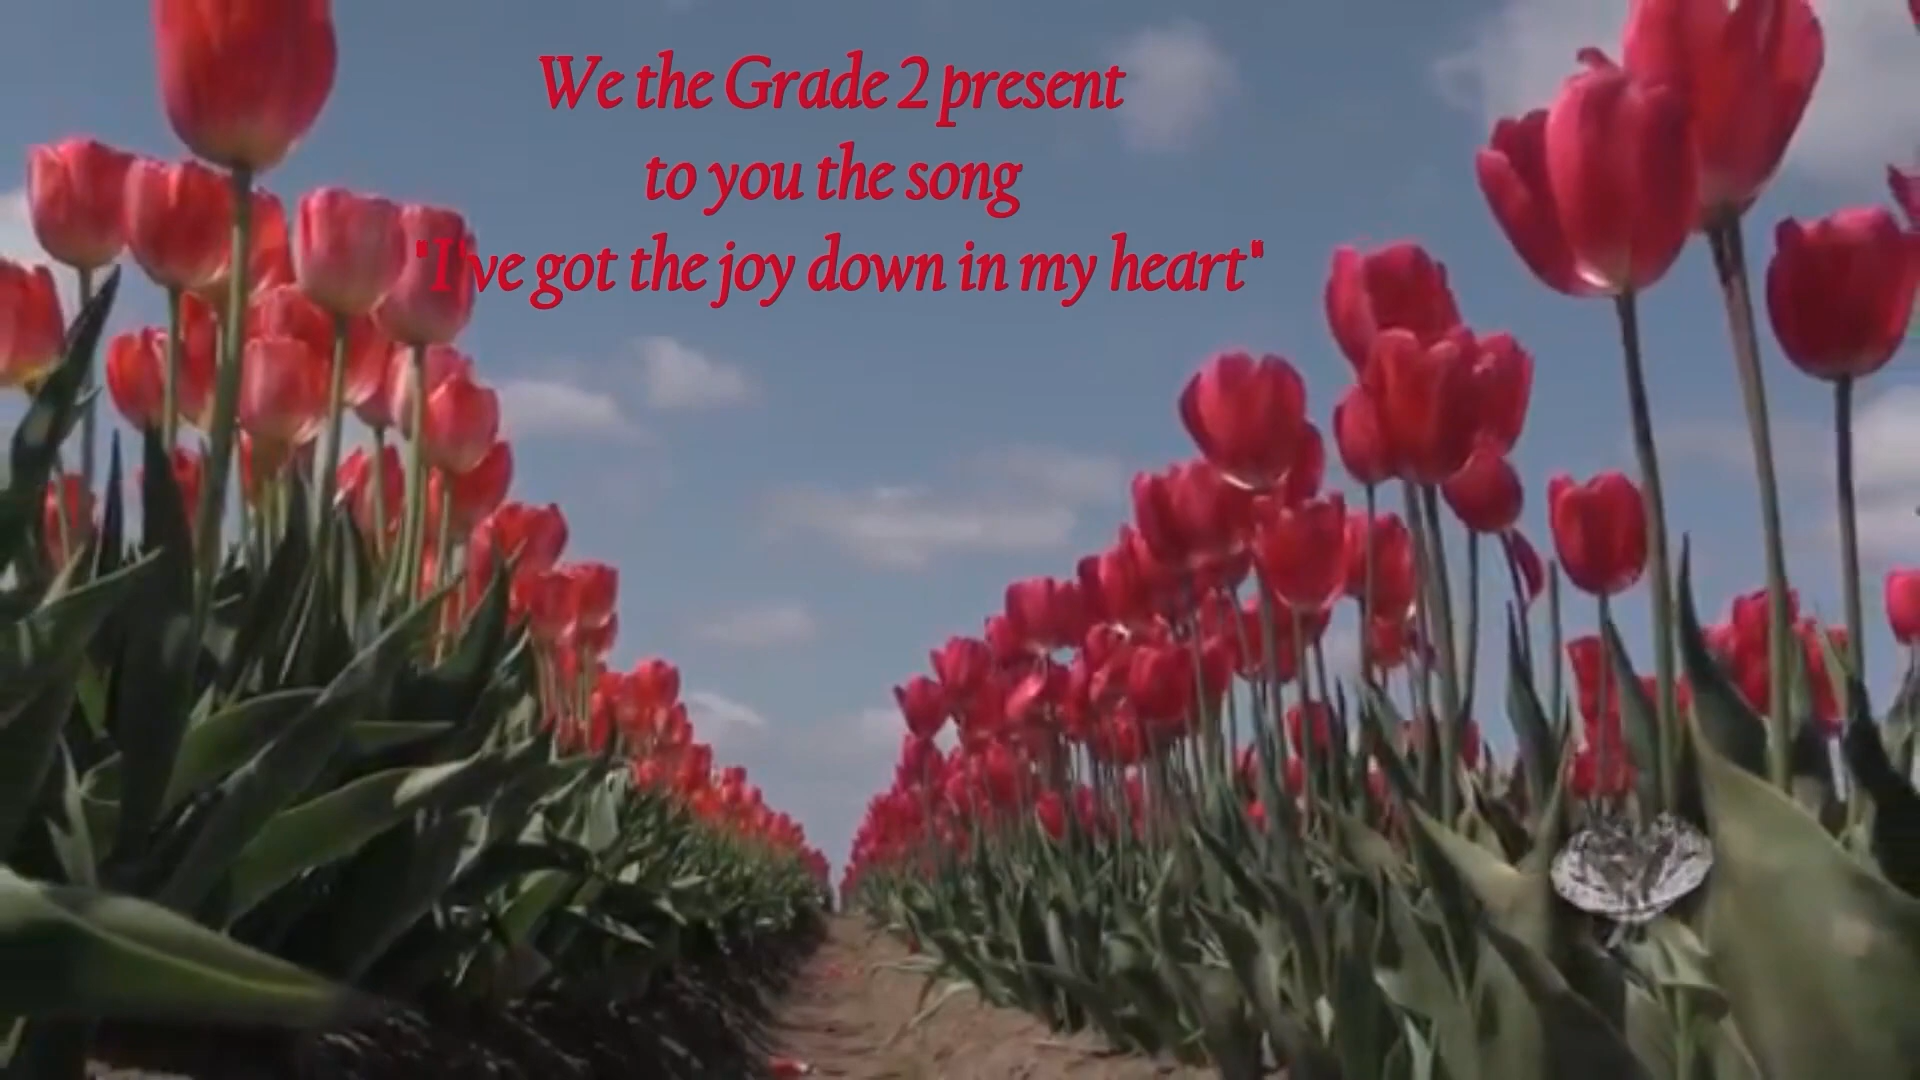 We the Grade 2 present
to you the song
"I've got the joy down in my heart"